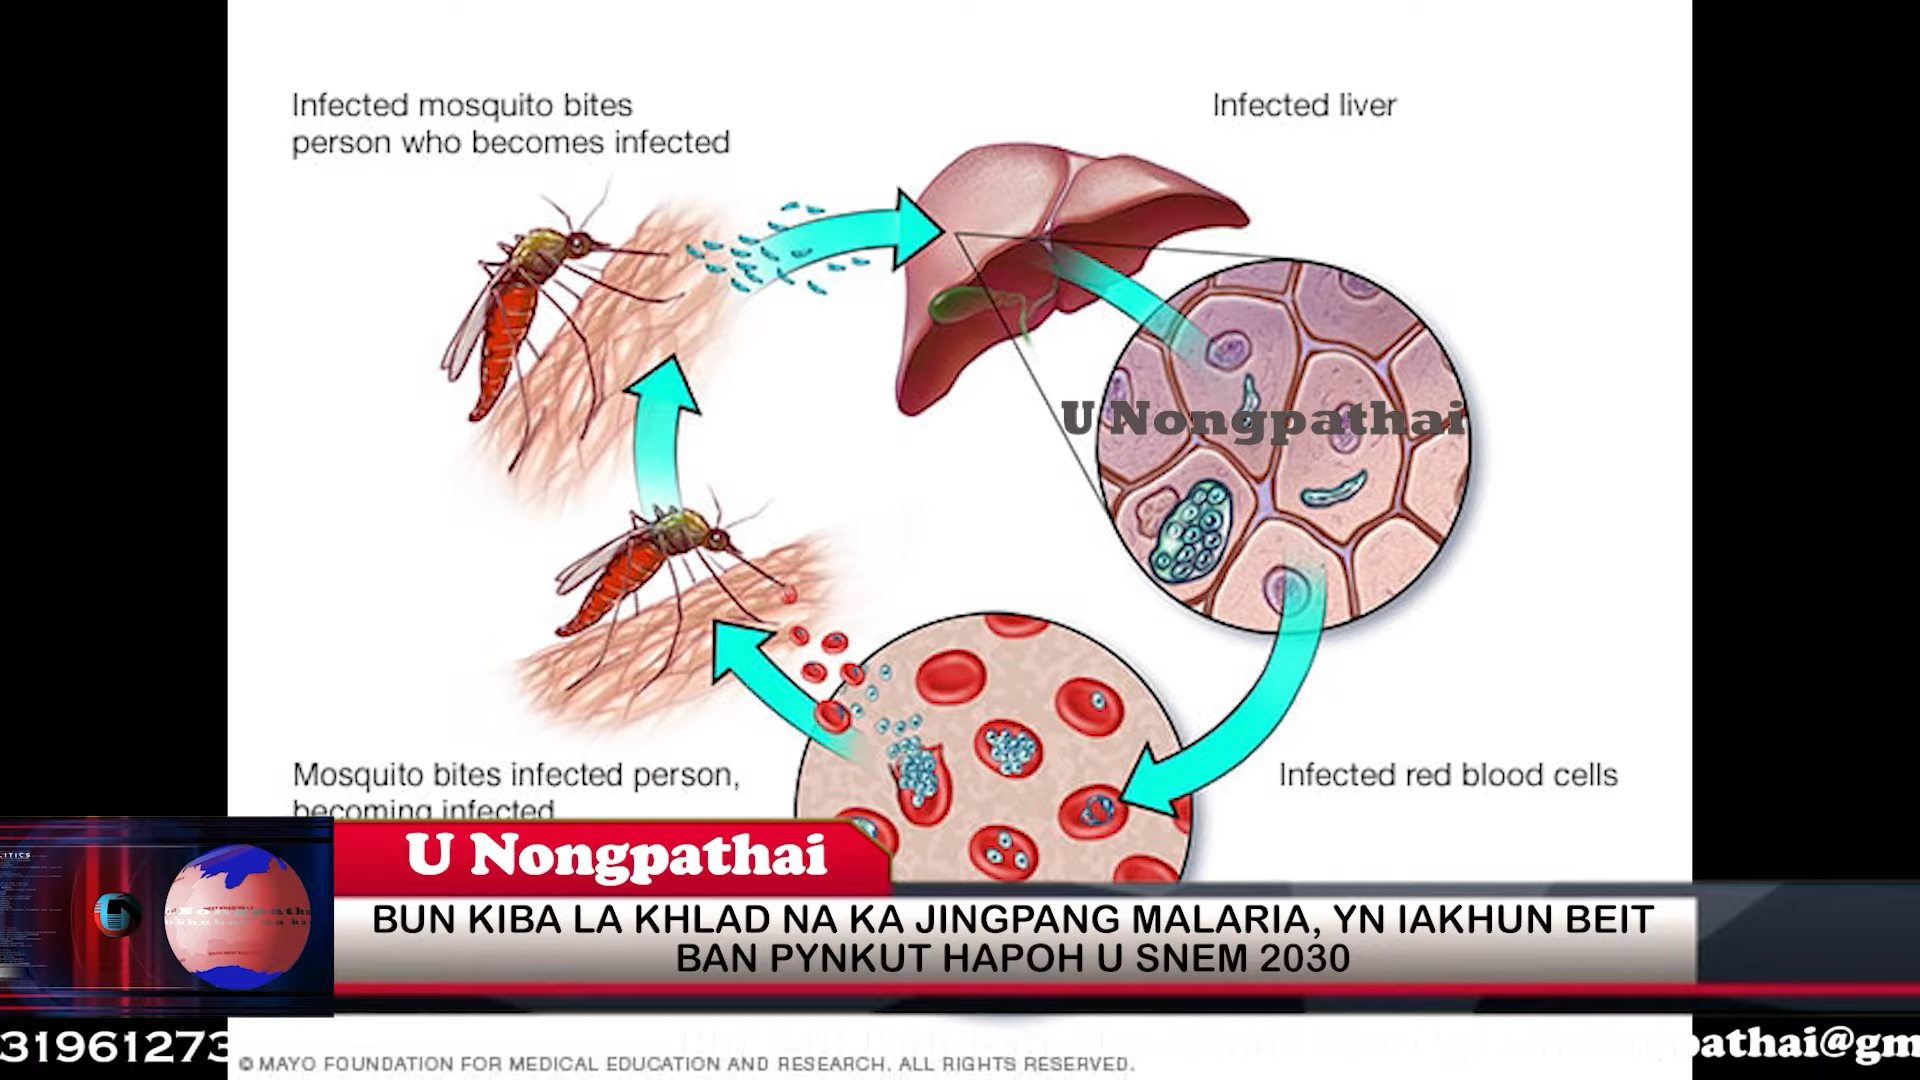 Infected mosquito bites
person who becomes infected
Infected liver
U Nongpathai
Mosquito bites infected person,
becoming infected
Infected red blood cells
U Nongpathai
BUN KIBA LA KHLAD NA KA JINGPANG MALARIA, YN IAKHUN BEIT
BAN PYNKUT HAPOH U SNEM 2030
31961273
athai@gm
© MAYO FOUNDATION FOR MEDICAL EDUCATION AND RESEARCH. ALL RIGHTS RESERVED.